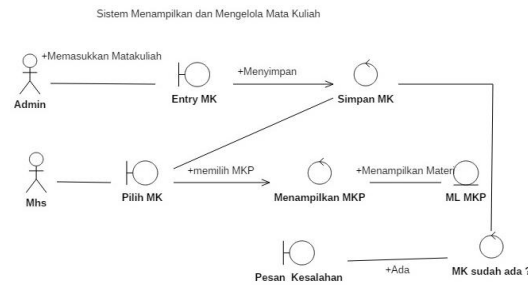 Sistem Menampilkan dan Mengelola Mata Kuliah
+Memasukkan Matakuliah
+Menyimpan
Admin
Entry MK
Simpan MK
+memilih MKP
+Menampilkan Materi
Mhs
Pilih MK
Menampilkan MKP
ML MKP
+Ada
Pesan Kesalahan
MK sudah ada ?